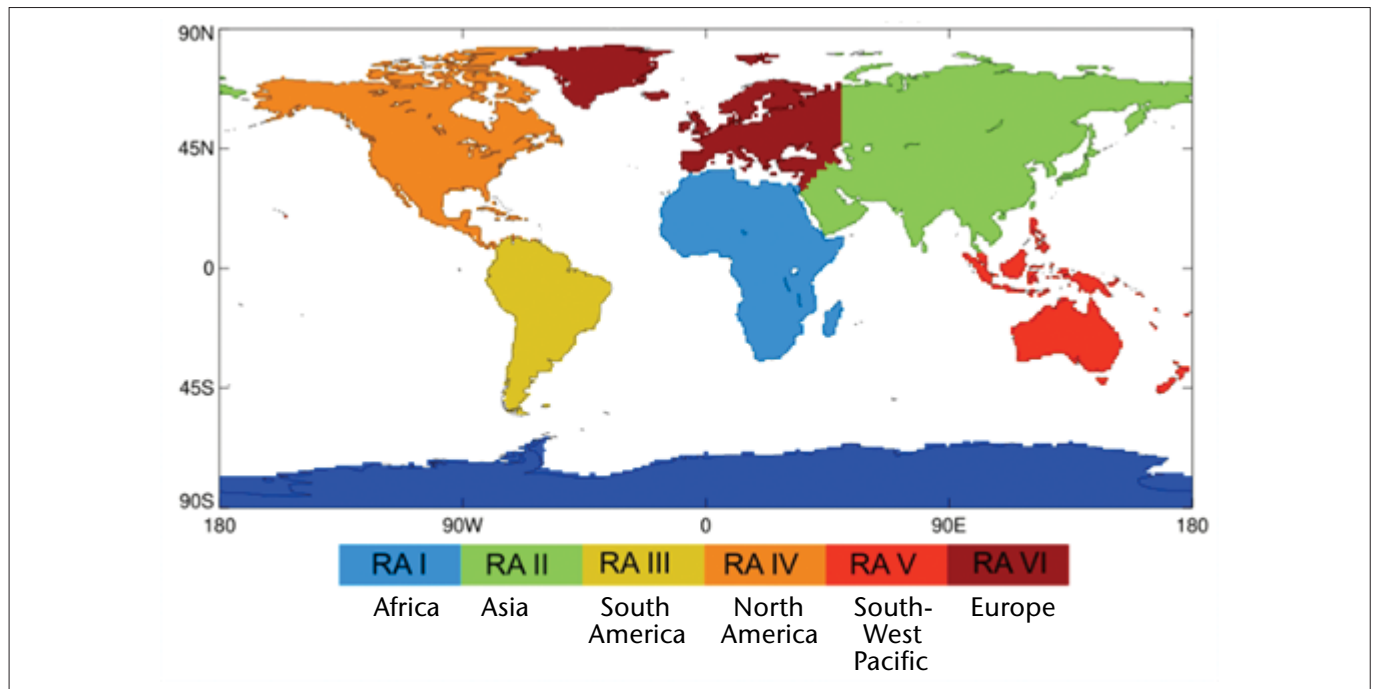 90N
45N
0
45S
90S
180 90W 0 90E 180
RA I RA II RA III RA IV RA V RA VI
Africa Asia South America North America South-West Pacific Europe